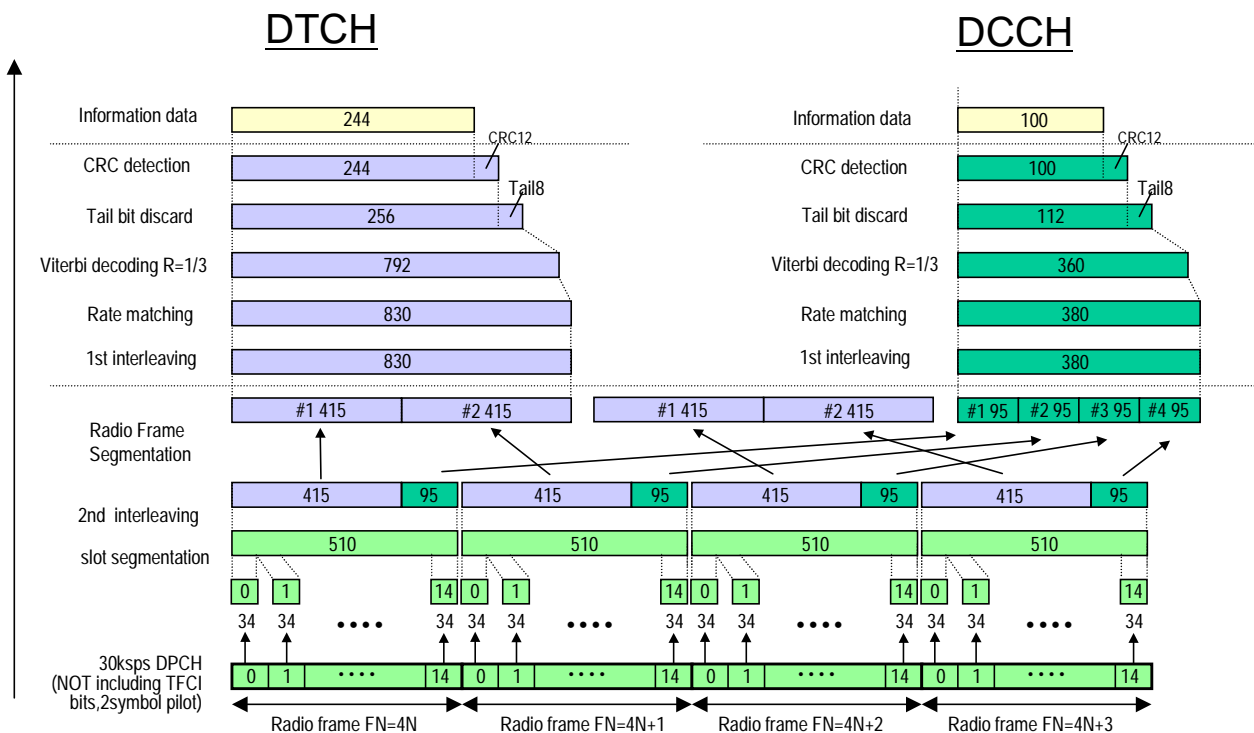 DTCH DCCH
Information data 244 Information data 100
CRC12 CRC12
CRC detection 244 CRC detection 100
Tail8 Tail8
Tail bit discard 256 Tail bit discard 112
Viterbi decoding R=1/3 792 Viterbi decoding R=1/3 360
Rate matching 830 Rate matching 380
1st interleaving 830 1st interleaving 380
#1 415 #2 415 #1 415 #2 415 #1 95 #2 95 #3 95 #4 95
Radio Frame
Segmentation
415 95 415 95 415 95 415 95
2nd interleaving
510 510 510 510
slot segmentation
0 1 14 0 1 14 0 1 14 0 1 14
34 34 •••• 34 34 34 •••• 34 34 34 •••• 34 34 34 •••• 34
30ksps DPCH
(NOT including TFCI
bits,2symbol pilot)
0 1 •••• 14 0 1 •••• 14 0 1 •••• 14 0 1 •••• 14
Radio frame FN=4N Radio frame FN=4N+1 Radio frame FN=4N+2 Radio frame FN=4N+3